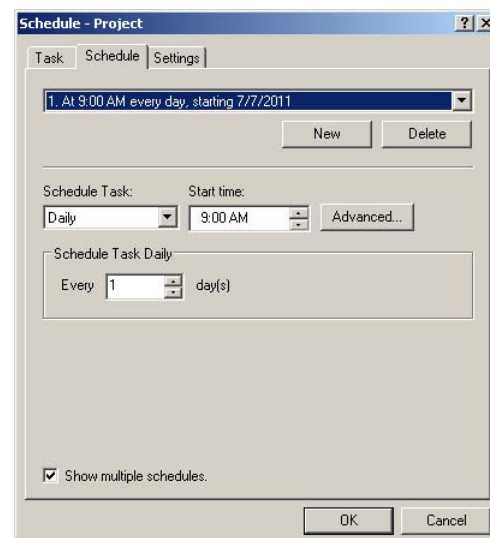 Schedule - Project
Task Schedule Settings
1. At 9:00 AM every day, starting 7/7/2011
New Delete
Schedule Task: Start time:
Daily 9:00 AM Advanced...
Schedule Task Daily
Every 1 day(s)
Show multiple schedules.
OK Cancel